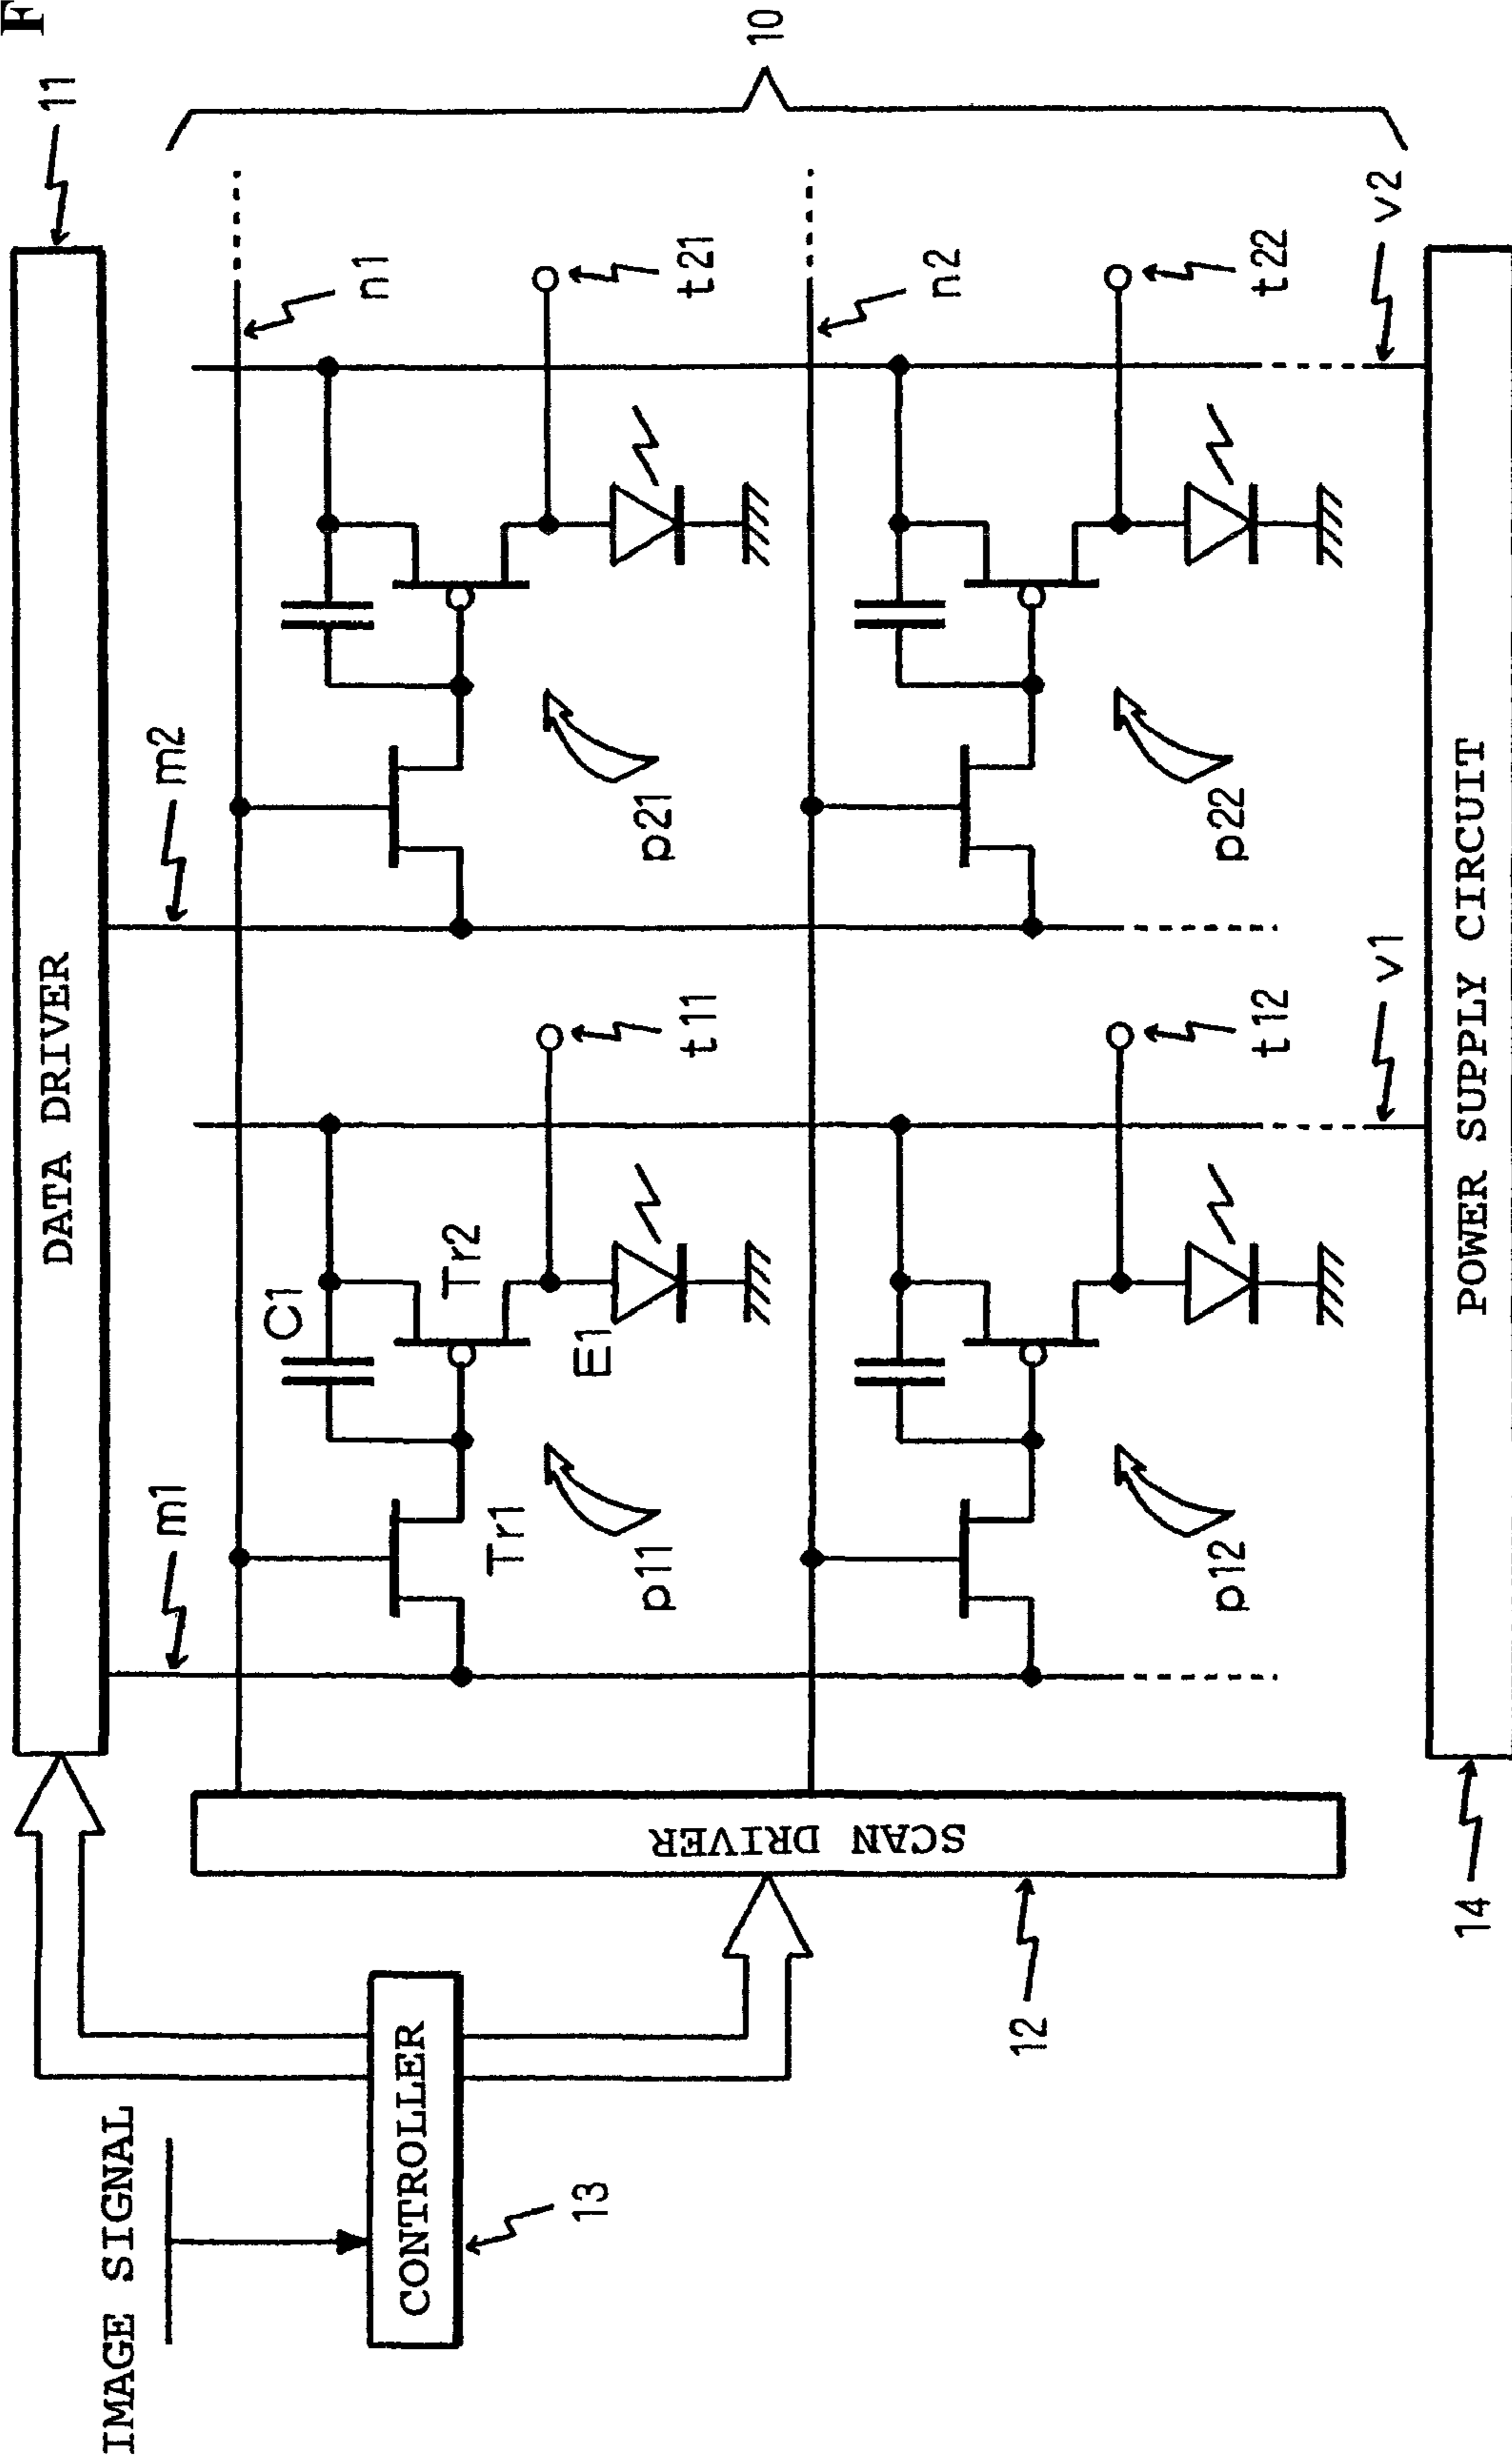 F
11
DATA DRIVER
10
m1
m2
n1
C1
Tr2
Tr1
E1
t11
t21
p11
p21
n2
p12
t12
p22
t22
v1
v2
IMAGE SIGNAL
CONTROLLER
13
SCAN DRIVER
12
14
POWER SUPPLY CIRCUIT